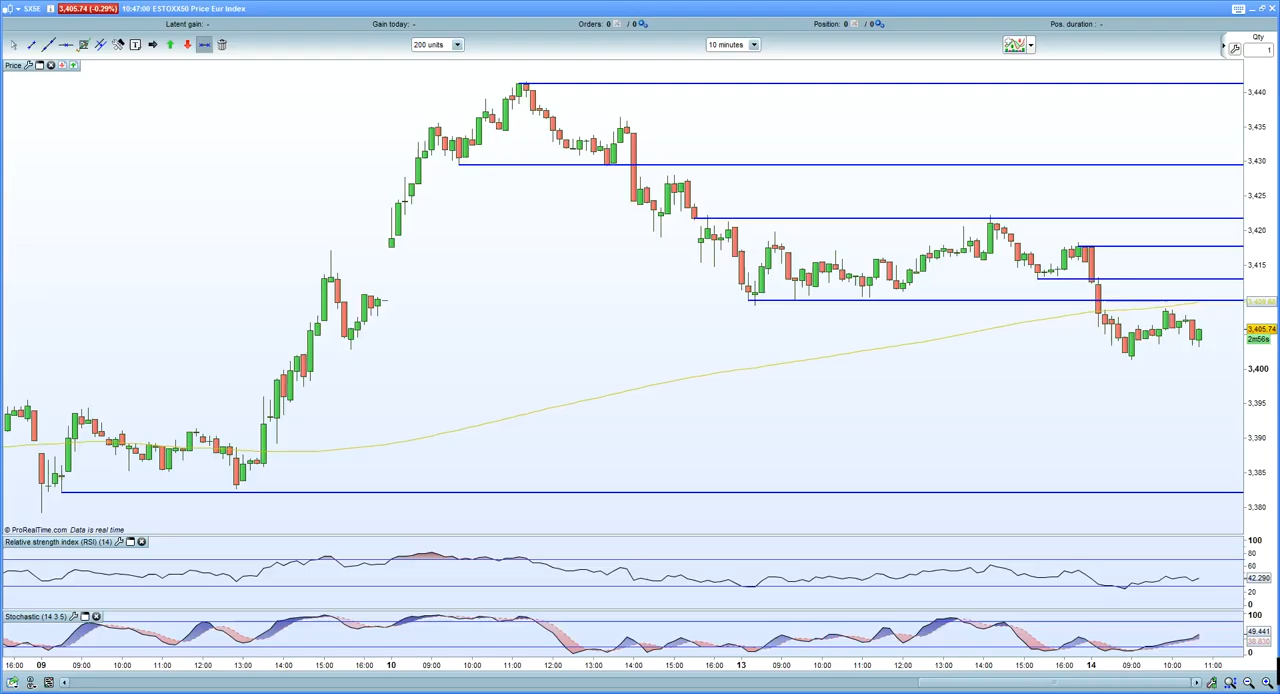 SX5E 3,405.74 (-0.29%) 10:47:00 ESTOXX50 Price Eur Index
Latent gain: - Gain today: - Orders: 0 / 0 Position: 0 / 0 Pos. duration : -
200 units 10 minutes Qty
1
Price
3,440
3,435
3,430
3,425
3,420
3,415
3,405.74
2m56s
3,400
3,395
3,390
3,385
3,380
© ProRealTime.com Data is real time
Relative strength index (RSI) (14)
100
80
60
42.290
20
0
Stochastic (14 3 5)
100
49.441
38.830
0
16:00 09 09:00 10:00 11:00 12:00 13:00 14:00 15:00 16:00 10 09:00 10:00 11:00 12:00 13:00 14:00 15:00 16:00 13 09:00 10:00 11:00 12:00 13:00 14:00 15:00 16:00 14 09:00 10:00 11:00